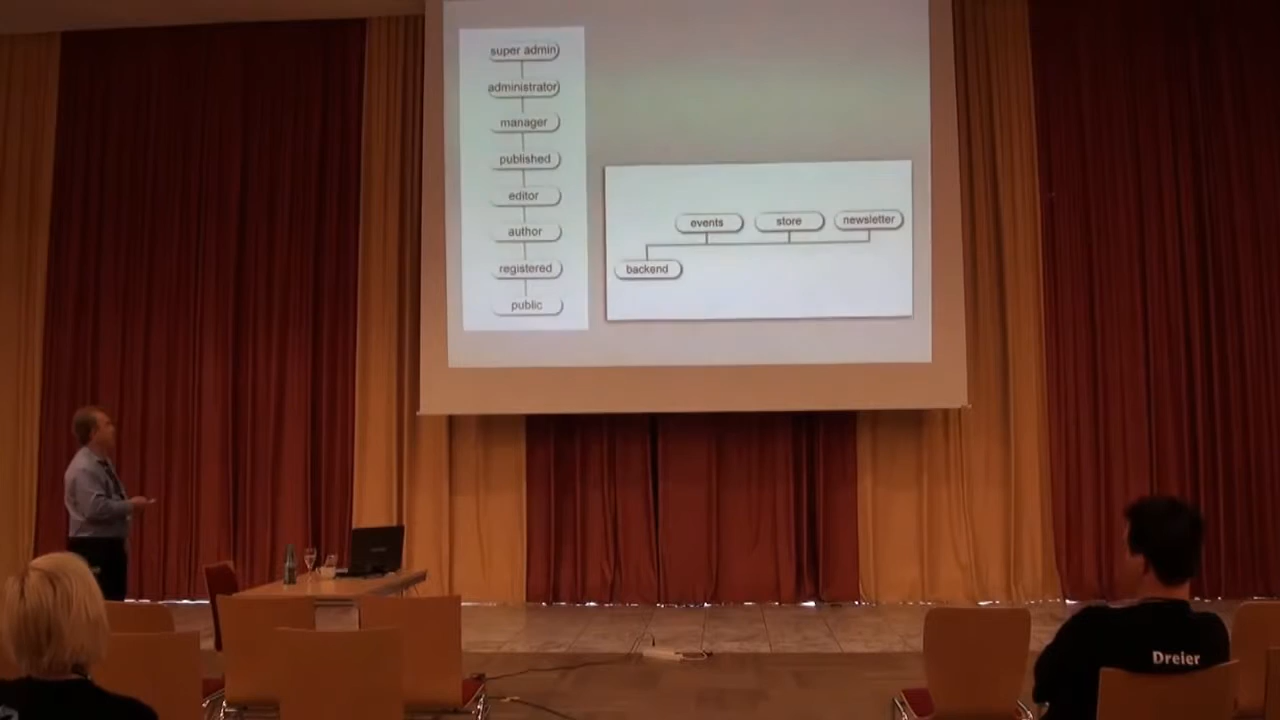 super admin
administrator
manager
published
editor
author
registered
public
events
store
newsletter
backend
Dreier